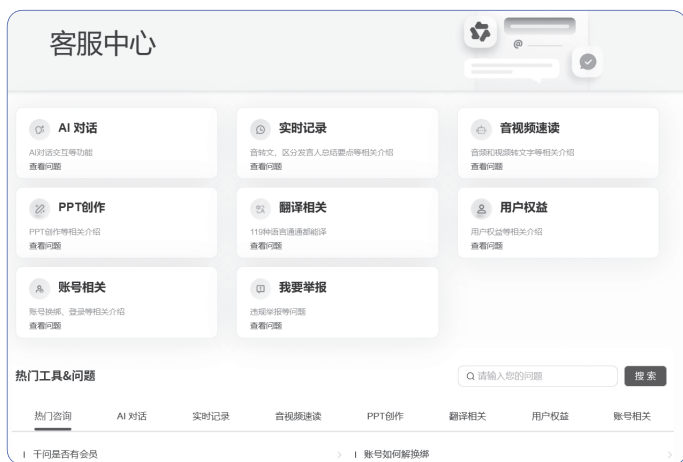 客服中心
@
AI 对话
AI对话交互等功能
查看问题
实时记录
音转文，区分发言人总结要点等相关介绍
查看问题
音视频速读
音频和视频转文字等相关介绍
查看问题
PPT创作
PPT创作等相关介绍
查看问题
翻译相关
119种语言通通都能译
查看问题
用户权益
用户权益等相关介绍
查看问题
账号相关
账号换绑、登录等相关介绍
查看问题
我要举报
违规举报等问题
查看问题
热门工具&问题
请输入您的问题
搜 索
热门咨询 AI 对话 实时记录 音视频速读 PPT创作 翻译相关 用户权益 账号相关
千问是否有会员
账号如何解换绑